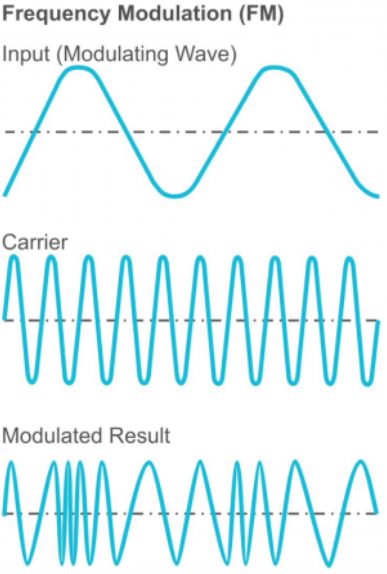 Frequency Modulation (FM)
Input (Modulating Wave)
Carrier
Modulated Result